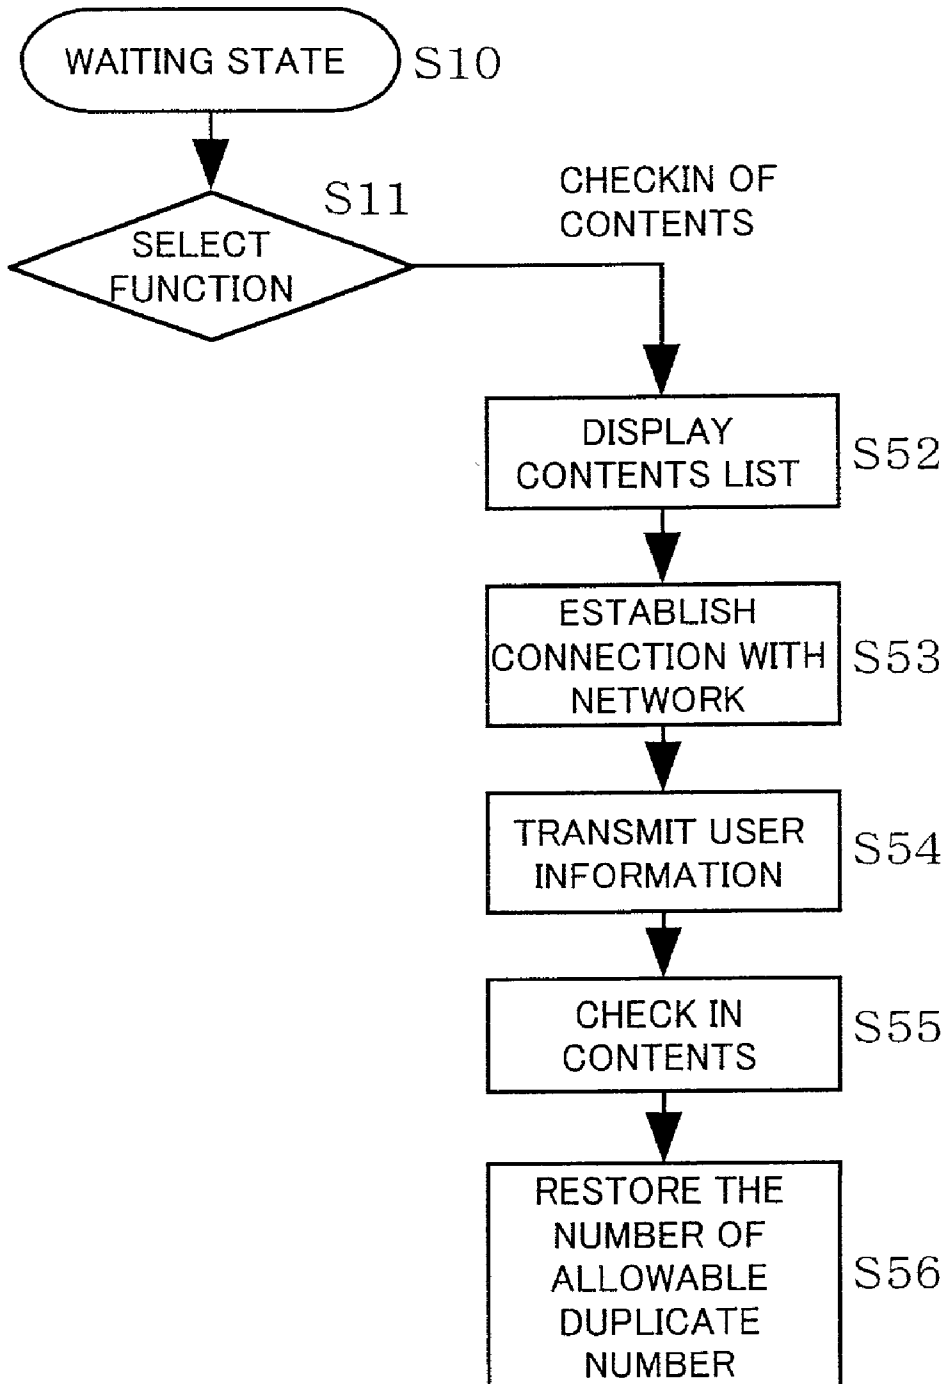 WAITING STATE S10
S11
CHECKIN OF
CONTENTS
SELECT
FUNCTION
DISPLAY
CONTENTS LIST
S52
ESTABLISH
CONNECTION WITH
NETWORK
S53
TRANSMIT USER
INFORMATION
S54
CHECK IN
CONTENTS
S55
RESTORE THE
NUMBER OF
ALLOWABLE
DUPLICATE
NUMBER
S56